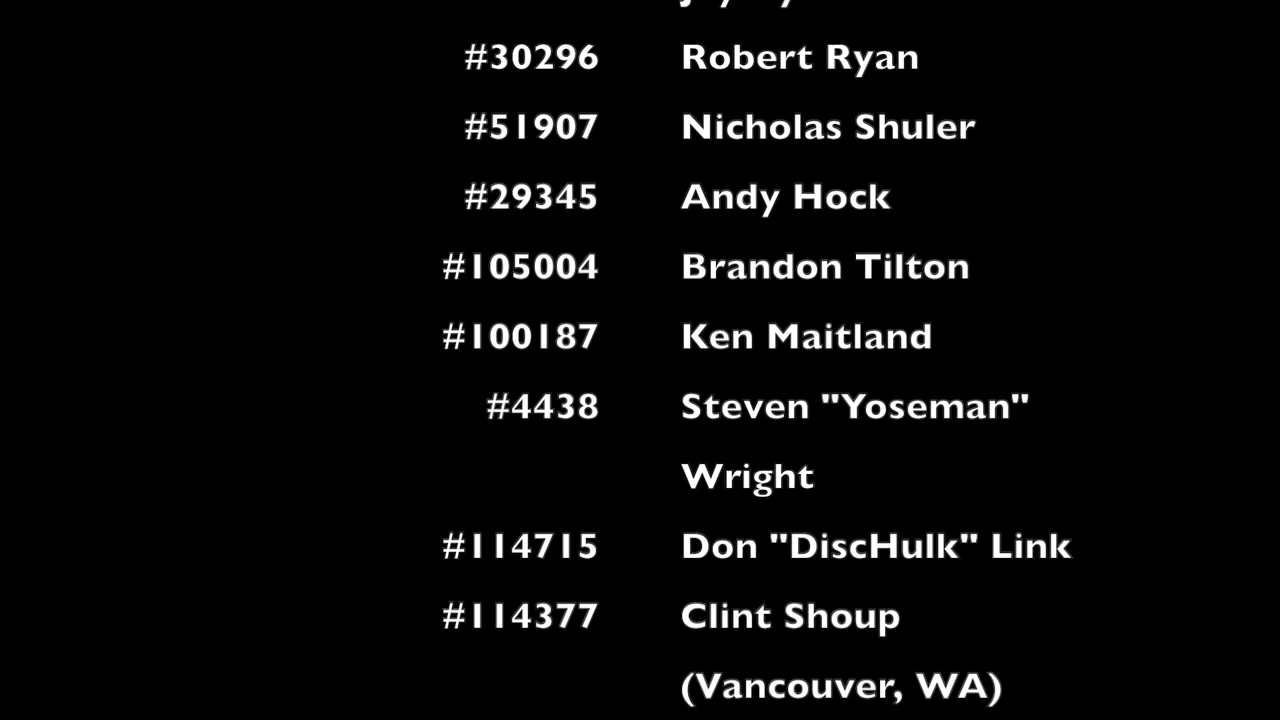 #30296 Robert Ryan
#51907 Nicholas Shuler
#29345 Andy Hock
#105004 Brandon Tilton
#100187 Ken Maitland
#4438 Steven "Yoseman"
Wright
#114715 Don "DiscHulk" Link
#114377 Clint Shoup
(Vancouver, WA)